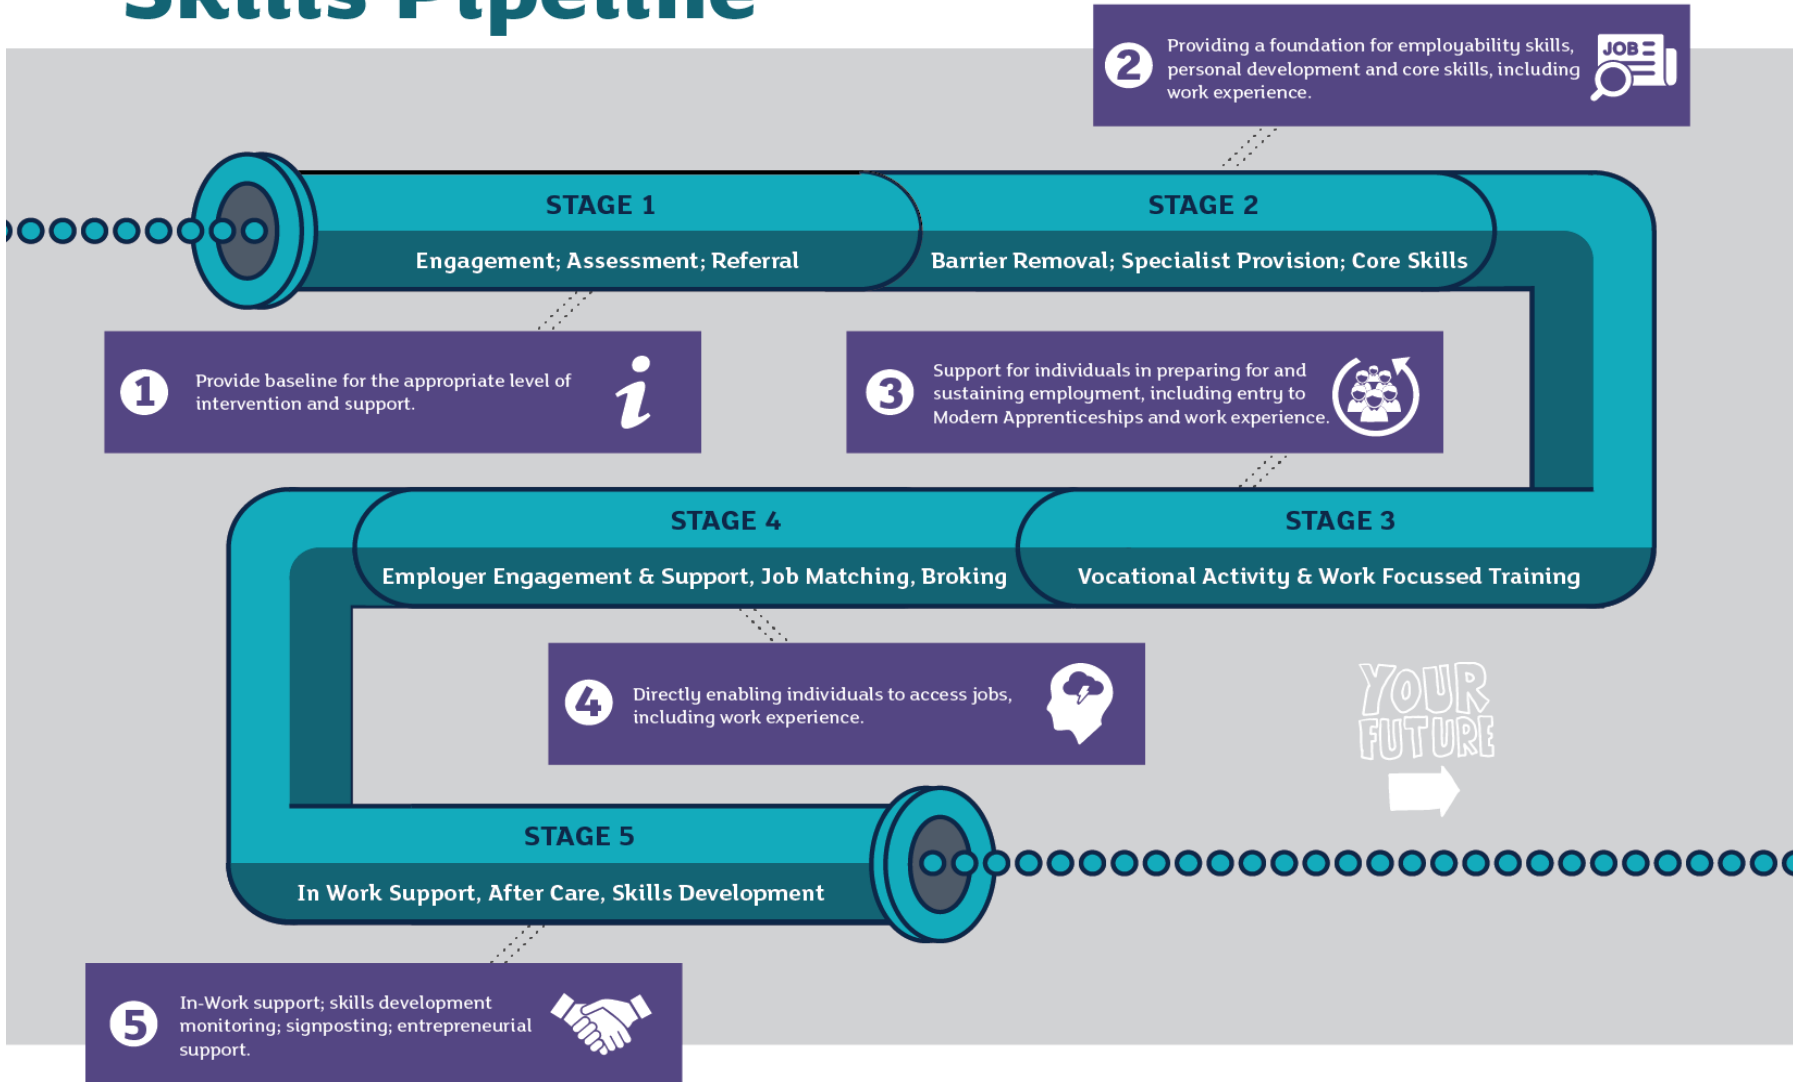 Skills Pipeline
2
Providing a foundation for employability skills,
personal development and core skills, including
work experience.
JOB
STAGE 1
Engagement; Assessment; Referral
STAGE 2
Barrier Removal; Specialist Provision; Core Skills
1
Provide baseline for the appropriate level of
intervention and support.
i
3
Support for individuals in preparing for and
sustaining employment, including entry to
Modern Apprenticeships and work experience.
STAGE 3
Vocational Activity & Work Focussed Training
STAGE 4
Employer Engagement & Support, Job Matching, Broking
4
Directly enabling individuals to access jobs,
including work experience.
YOUR
FUTURE
STAGE 5
In Work Support, After Care, Skills Development
5
In-Work support; skills development
monitoring; signposting; entrepreneurial
support.